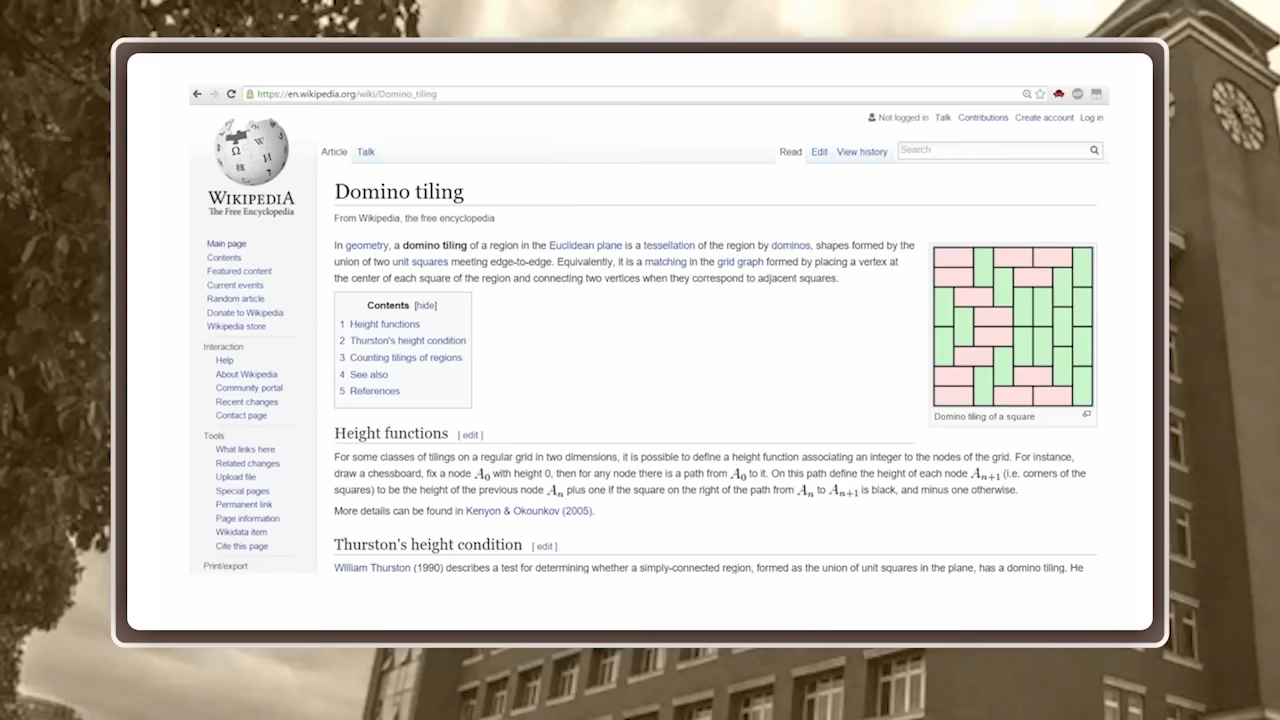 https://en.wikipedia.org/wiki/Domino_tiling
Not logged in Talk Contributions Create account Log in
Article Talk Read Edit View history Search
WIKIPEDIA
The Free Encyclopedia
Main page
Contents
Featured content
Current events
Random article
Donate to Wikipedia
Wikipedia store
Interaction
Help
About Wikipedia
Community portal
Recent changes
Contact page
Tools
What links here
Related changes
Upload file
Special pages
Permanent link
Page information
Wikidata item
Cite this page
Print/export
Domino tiling
From Wikipedia, the free encyclopedia
In geometry, a domino tiling of a region in the Euclidean plane is a tessellation of the region by dominos, shapes formed by the
union of two unit squares meeting edge-to-edge. Equivalently, it is a matching in the grid graph formed by placing a vertex at
the center of each square of the region and connecting two vertices when they correspond to adjacent squares.
Contents [hide]
1 Height functions
2 Thurston's height condition
3 Counting tilings of regions
4 See also
5 References
Domino tiling of a square
Height functions [ edit ]
For some classes of tilings on a regular grid in two dimensions, it is possible to define a height function associating an integer to the nodes of the grid. For instance,
draw a chessboard, fix a node A₀ with height 0, then for any node there is a path from A₀ to it. On this path define the height of each node Aₙ₊₁ (i.e. corners of the
squares) to be the height of the previous node Aₙ plus one if the square on the right of the path from Aₙ to Aₙ₊₁ is black, and minus one otherwise.
More details can be found in Kenyon & Okounkov (2005).
Thurston's height condition [ edit ]
William Thurston (1990) describes a test for determining whether a simply-connected region, formed as the union of unit squares in the plane, has a domino tiling. He